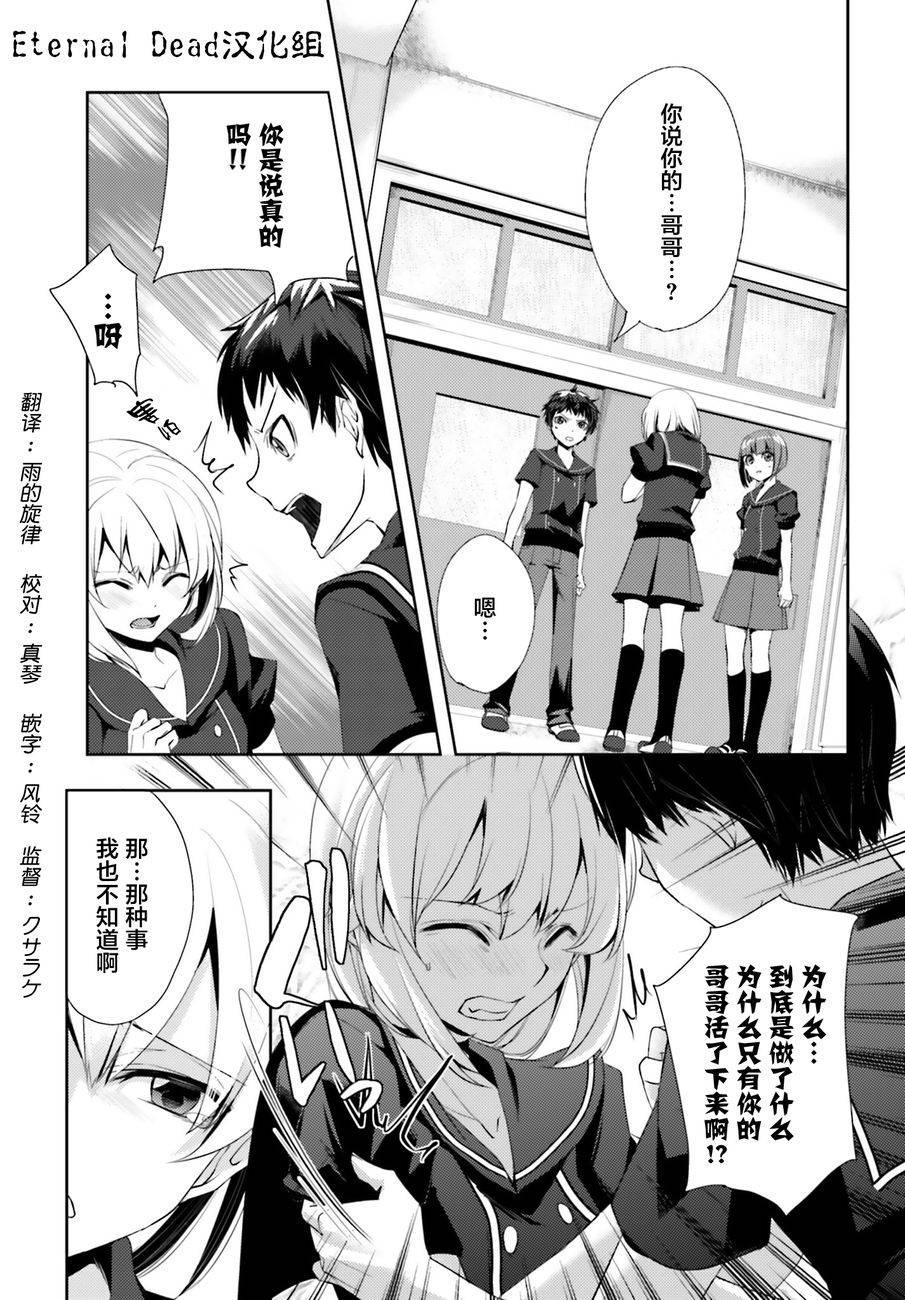 Eternal Dead汉化组
你说你的…哥哥…?
嗯…
你是说真的
吗!!
…呀
为什么…
到底是做了什么
为什么只有你的
哥哥活了下来啊!?
那…那种事
我也不知道啊
翻译：雨的旋律 校对：真琴 嵌字：风铃 监督：クサラケ